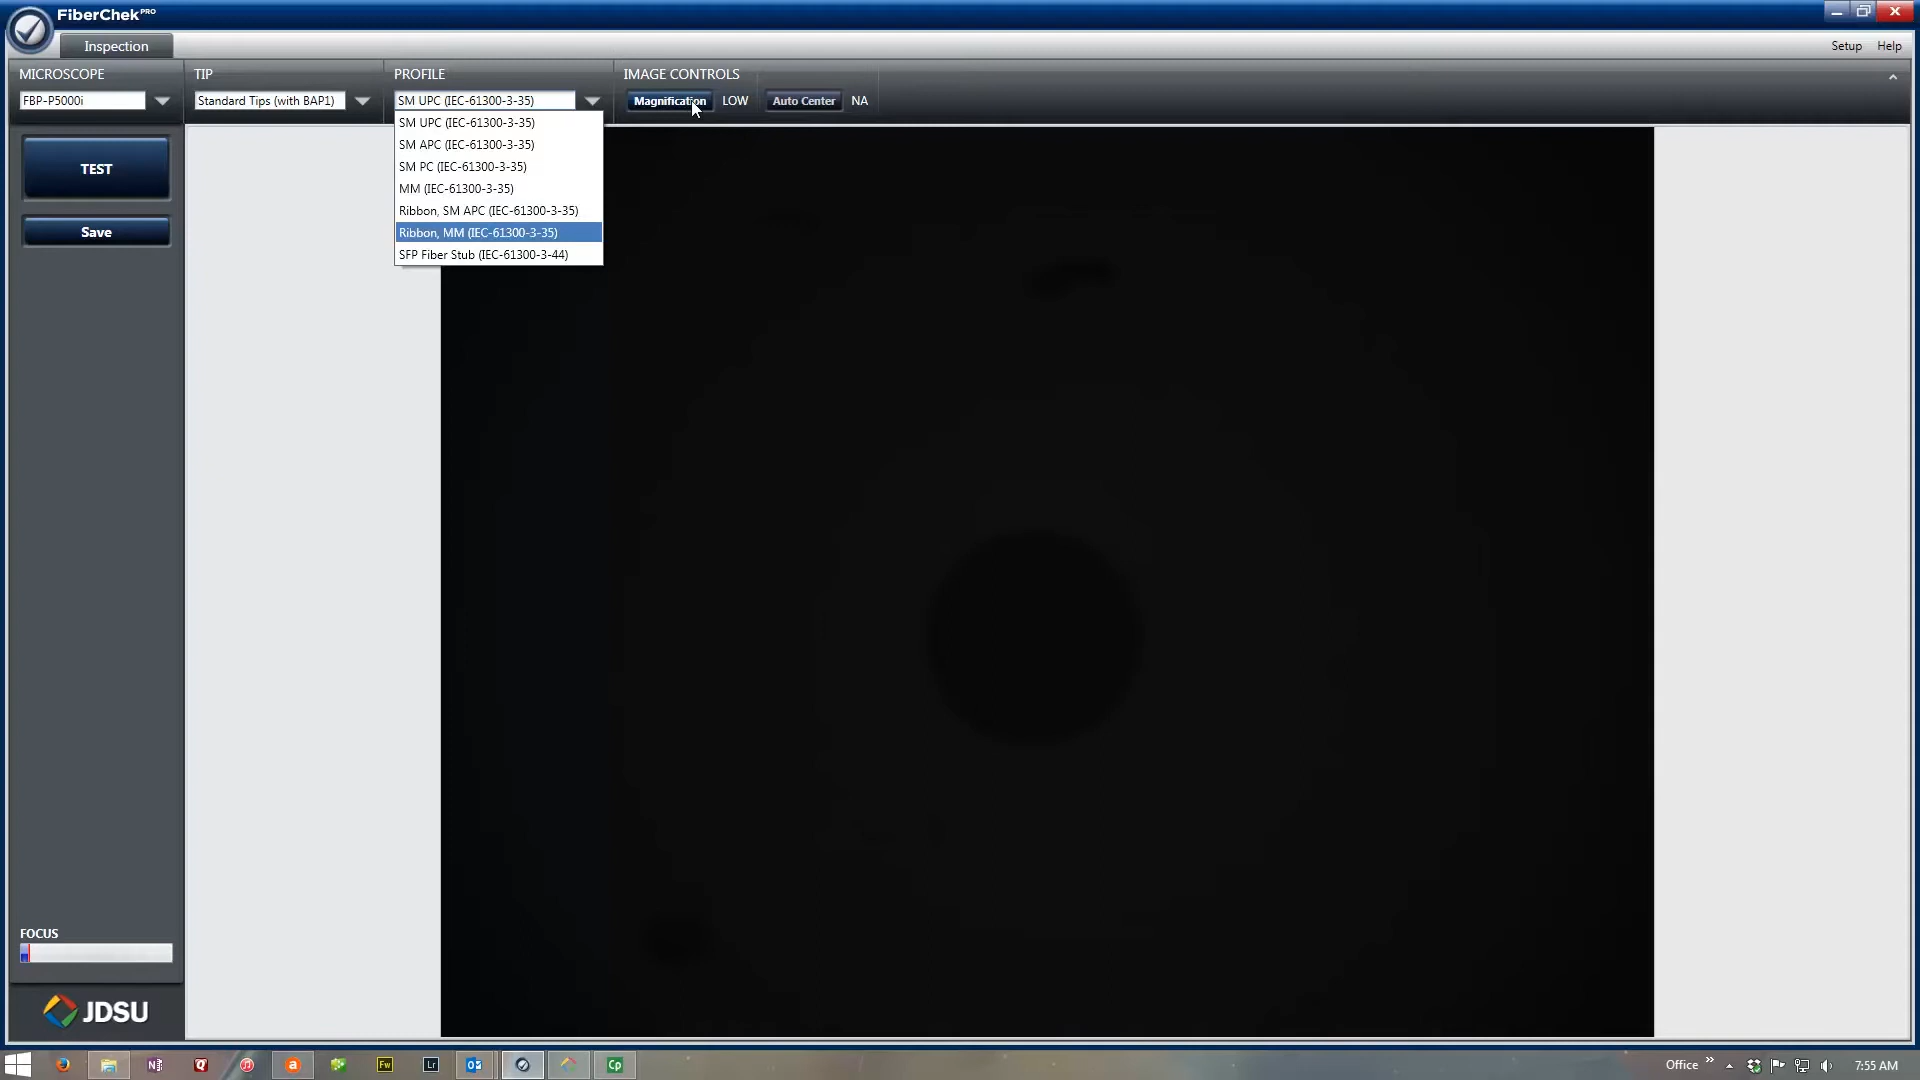 FiberChek PRO
Inspection
Setup Help
MICROSCOPE
FBP-P5000i
TIP
Standard Tips (with BAP1)
PROFILE
SM UPC (IEC-61300-3-35)
SM UPC (IEC-61300-3-35)
SM APC (IEC-61300-3-35)
SM PC (IEC-61300-3-35)
MM (IEC-61300-3-35)
Ribbon, SM APC (IEC-61300-3-35)
Ribbon, MM (IEC-61300-3-35)
SFP Fiber Stub (IEC-61300-3-44)
IMAGE CONTROLS
Magnification LOW Auto Center NA
TEST
Save
FOCUS
JDSU
N Q a Fw Lr Cp
Office » 7:55 AM